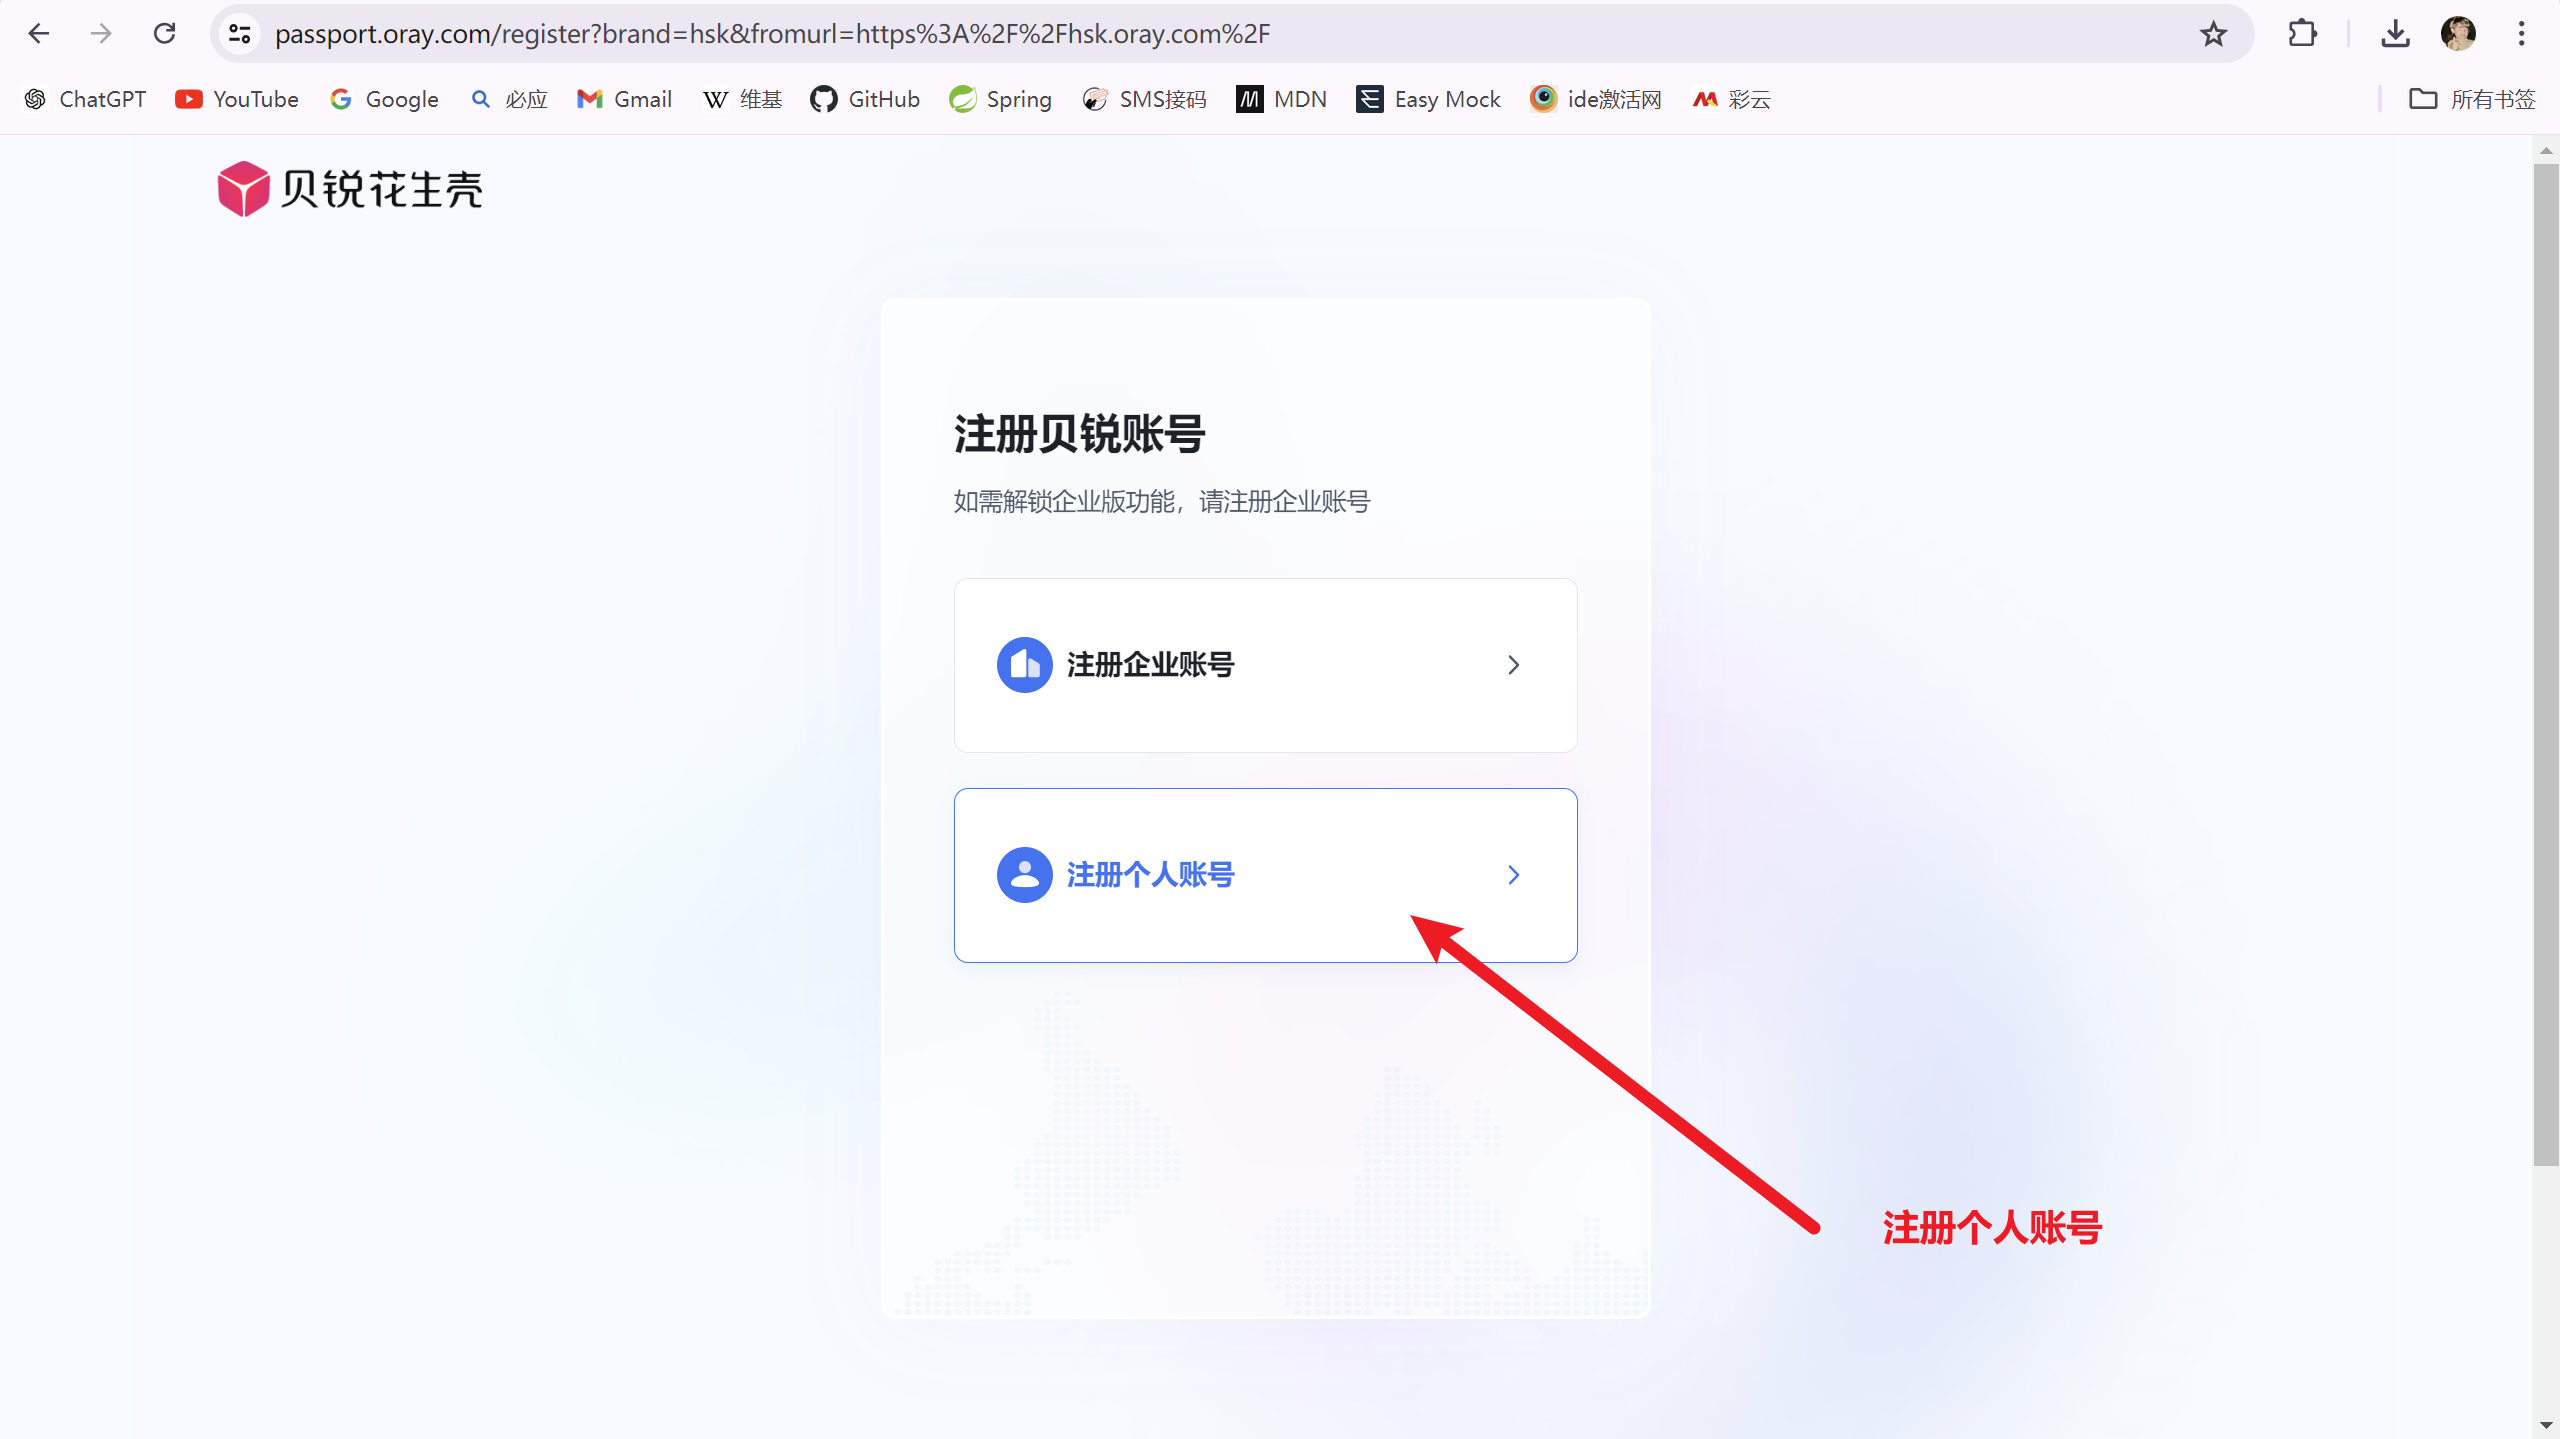 passport.oray.com/register?brand=hsk&fromurl=https%3A%2F%2Fhsk.oray.com%2F
ChatGPT YouTube Google 必应 Gmail 维基 GitHub Spring SMS接码 MDN Easy Mock ide激活网 彩云 所有书签
贝锐花生壳
注册贝锐账号
如需解锁企业版功能，请注册企业账号
注册企业账号
注册个人账号
注册个人账号